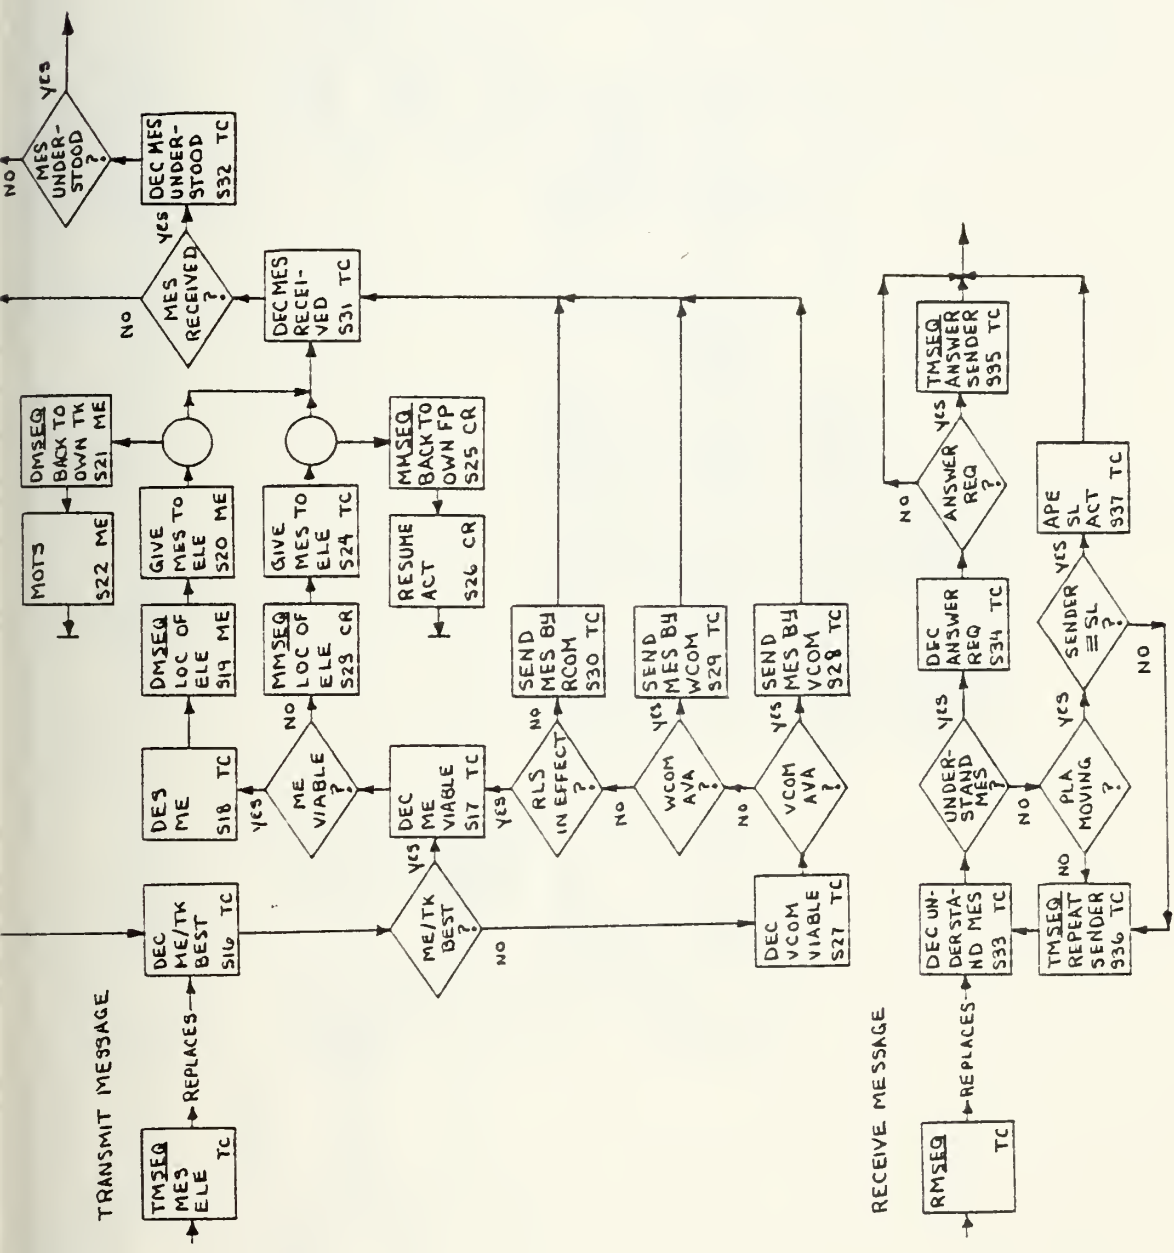 TRANSMIT MESSAGE
TMSEQ
MES
ELE
TC
REPLACES
DEC
ME/TK
BEST
S16 TC
ME/TK
BEST
?
YES
NO
DEC
ME
VIABLE
S17 TC
ME
VIABLE
?
YES
NO
DES
ME
S18 TC
DMSEQ
LOC OF
ELE
S19 ME
GIVE
MES TO
ELE
S20 ME
DMSEQ
BACK TO
OWN TK
S21 ME
MOTS
S22 ME
MMSEQ
LOC OF
ELE
S23 CR
GIVE
MES TO
ELE
S24 TC
MMSEQ
BACK TO
OWN FP
S25 CR
RESUME
ACT
S26 CR
DEC
VCOM
VIABLE
S27 TC
VCOM
AVA
?
YES
NO
SEND
MES BY
VCOM
S28 TC
WCOM
AVA
?
YES
NO
SEND
MES BY
WCOM
S29 TC
RLS
IN EFFECT
?
YES
NO
SEND
MES BY
RCOM
S30 TC
DEC MES
RECEI-
VED
S31 TC
MES
RECEIVED
?
NO
YES
DEC MES
UNDER-
STOOD
S32 TC
MES
UNDER-
STOOD
?
NO
YES
RECEIVE MESSAGE
RMSEQ
TC
REPLACES
DEC UN-
DERSTA-
ND MES
S33 TC
UNDER-
STAND
MES
?
YES
NO
DEC
ANSWER
REQ
S34 TC
ANSWER
REQ
?
NO
YES
TMSEQ
ANSWER
SENDER
S35 TC
TMSEQ
REPEAT
SENDER
S36 TC
PLA
MOVING
?
NO
YES
SENDER
≡ SL
?
YES
NO
APE
SL
ACT
S37 TC